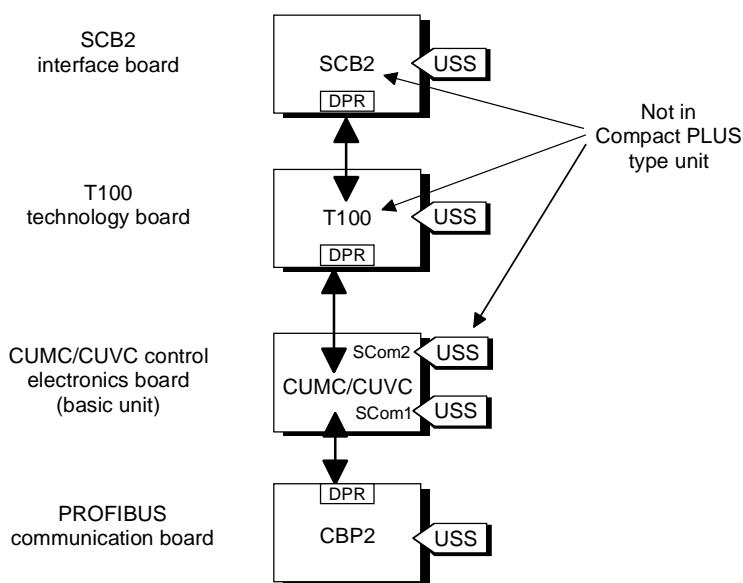 SCB2
interface board
SCB2
USS
DPR
Not in
Compact PLUS
type unit
T100
technology board
T100
USS
DPR
CUMC/CUVC control
electronics board
(basic unit)
SCom2
USS
CUMC/CUVC
SCom1
USS
DPR
PROFIBUS
communication board
CBP2
USS